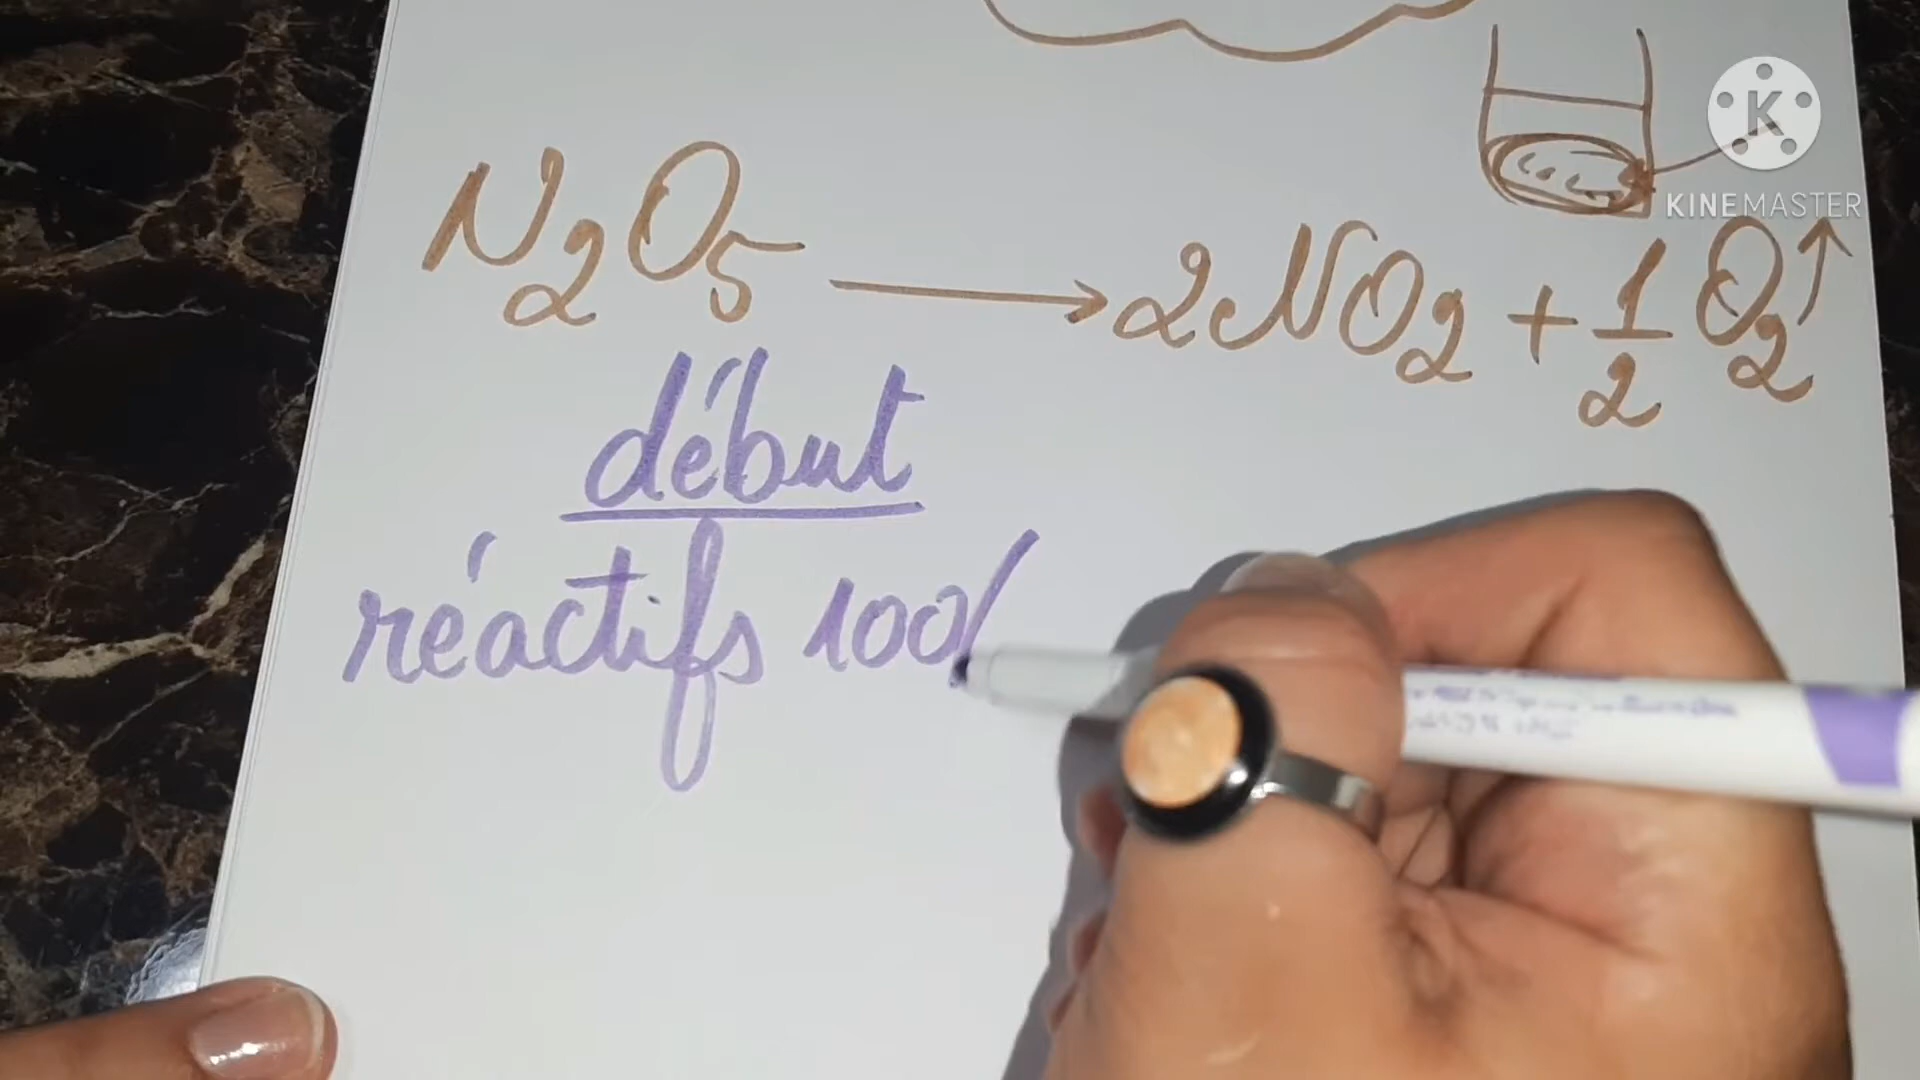 K
KINEMASTER
N₂O₅ → 2NO₂ + 1/2 O₂↑
début
réactifs 100/